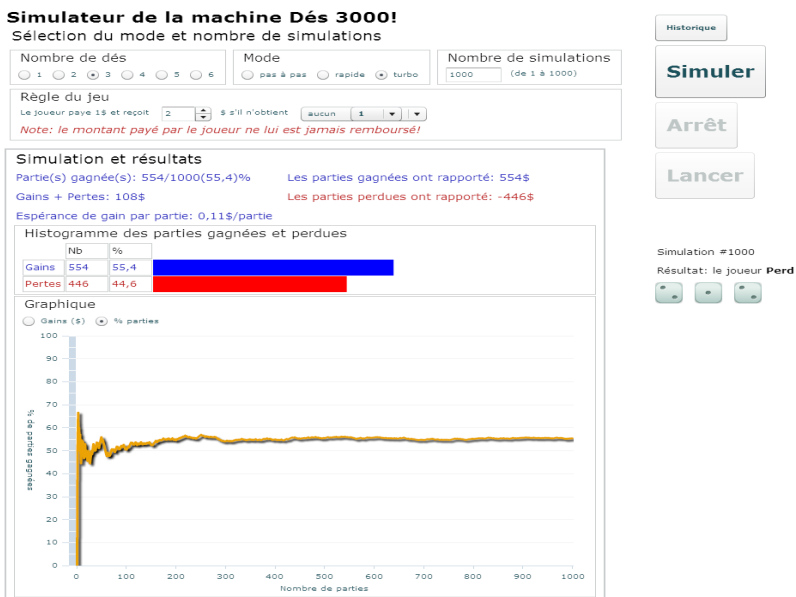 Simulateur de la machine Dés 3000!
Sélection du mode et nombre de simulations
Nombre de dés
1 2 3 4 5 6
Mode
pas à pas rapide turbo
Nombre de simulations
1000 (de 1 à 1000)
Règle du jeu
Le joueur paye 1$ et reçoit 2 $ s'il n'obtient aucun 1
Note: le montant payé par le joueur ne lui est jamais remboursé!
Historique
Simuler
Arrêt
Lancer
Simulation #1000
Résultat: le joueur Perd
Simulation et résultats
Partie(s) gagnée(s): 554/1000(55,4)% Les parties gagnées ont rapporté: 554$
Gains + Pertes: 108$ Les parties perdues ont rapporté: -446$
Espérance de gain par partie: 0,11$/partie
Histogramme des parties gagnées et perdues
Nb %
Gains 554 55,4
Pertes 446 44,6
Graphique
Gains ($) % parties
% de parties gagnées
100
90
80
70
60
50
40
30
20
10
0
0 100 200 300 400 500 600 700 800 900 1000
Nombre de parties